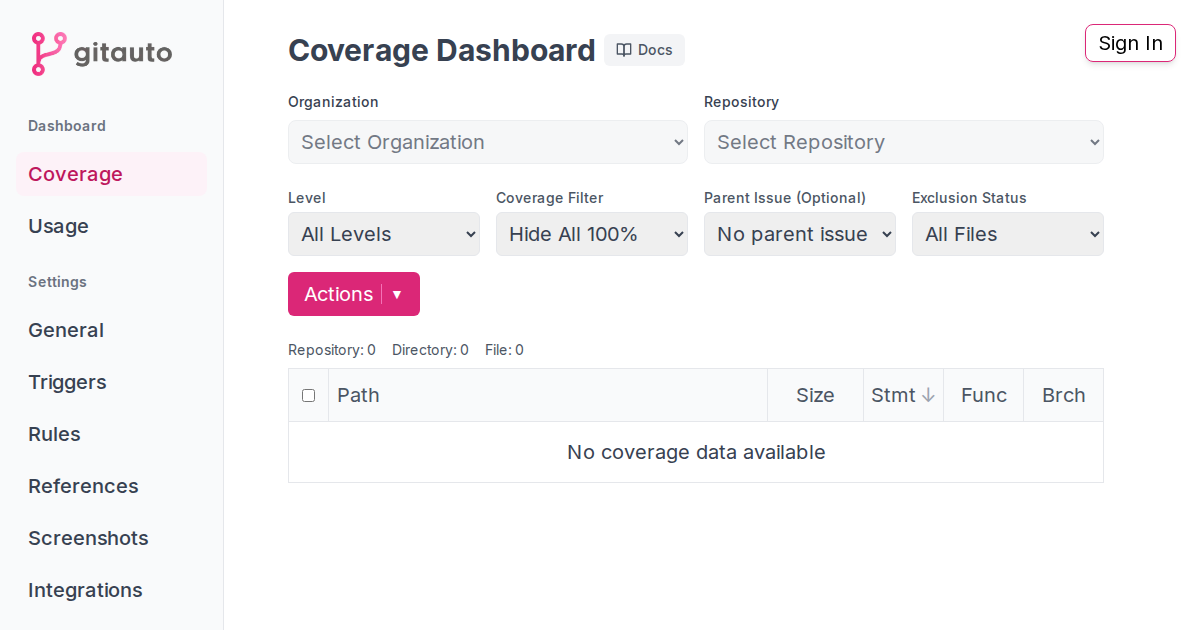 gitauto
Coverage Dashboard
Docs
Sign In
Dashboard
Coverage
Usage
Settings
General
Triggers
Rules
References
Screenshots
Integrations
Organization
Repository
Select Organization
Select Repository
Level
Coverage Filter
Parent Issue (Optional)
Exclusion Status
All Levels
Hide All 100%
No parent issue
All Files
Actions ▼
Repository: 0 Directory: 0 File: 0
Path Size Stmt ↓ Func Brch
No coverage data available